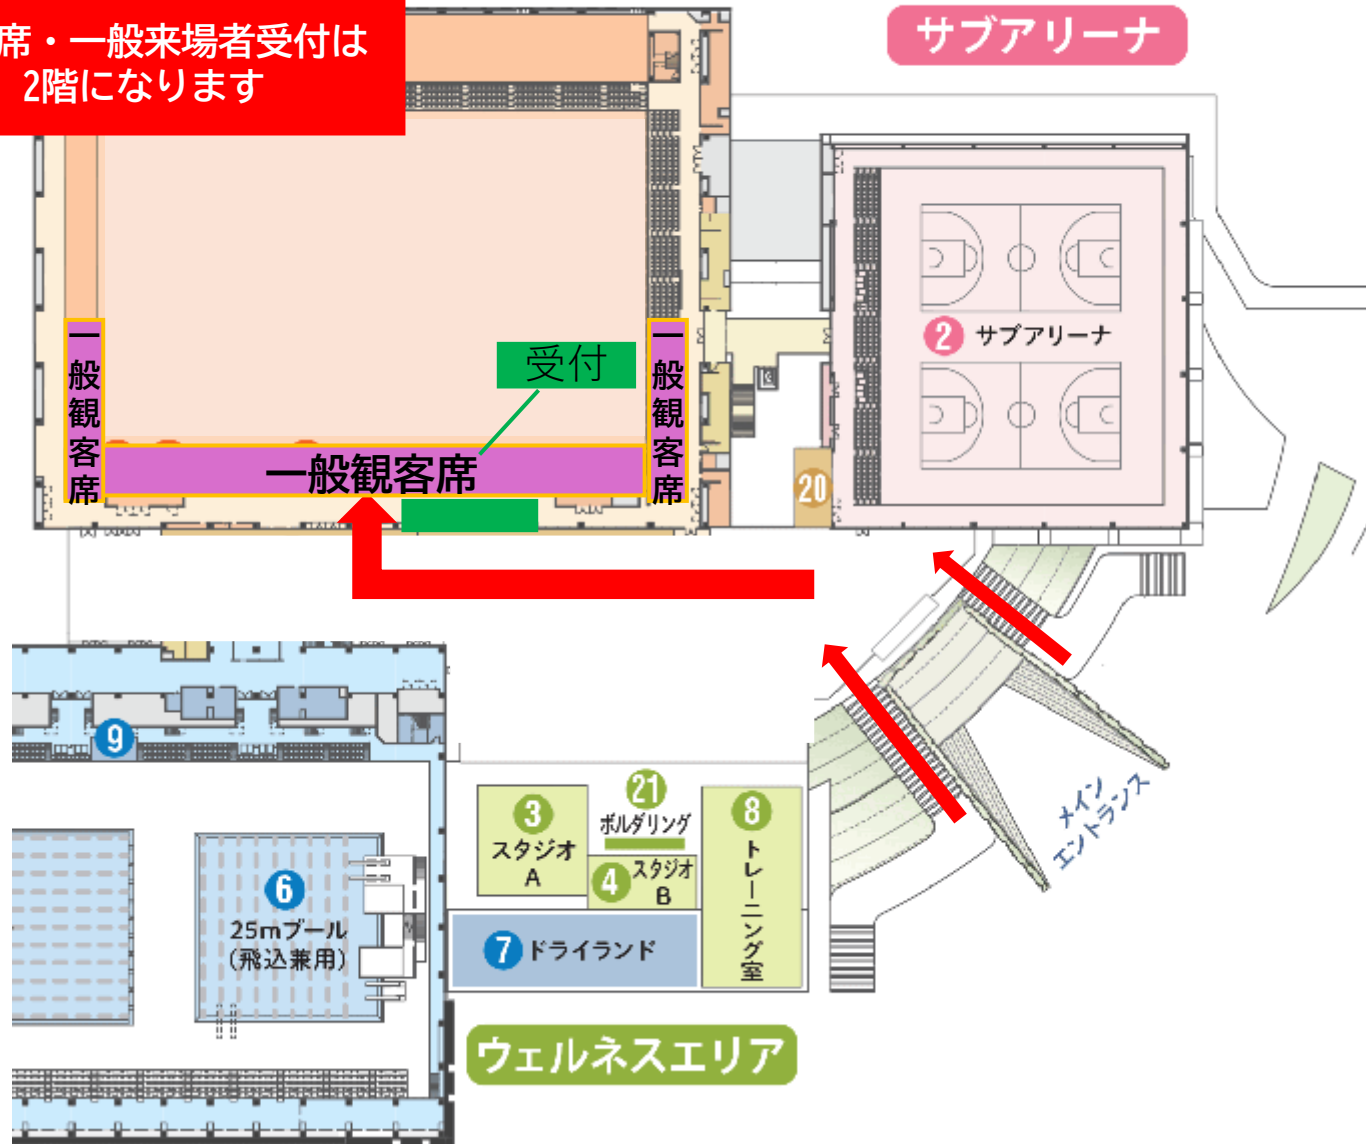 席・一般来場者受付は
2階になります
サブアリーナ
2 サブアリーナ
受付
一般観客席
一般観客席
一般観客席
20
9
6
25mプール
(飛込兼用)
3
スタジオ
A
21
ボルダリング
4 スタジオ
B
8
トレーニング室
7 ドライランド
メイン
エントランス
ウェルネスエリア